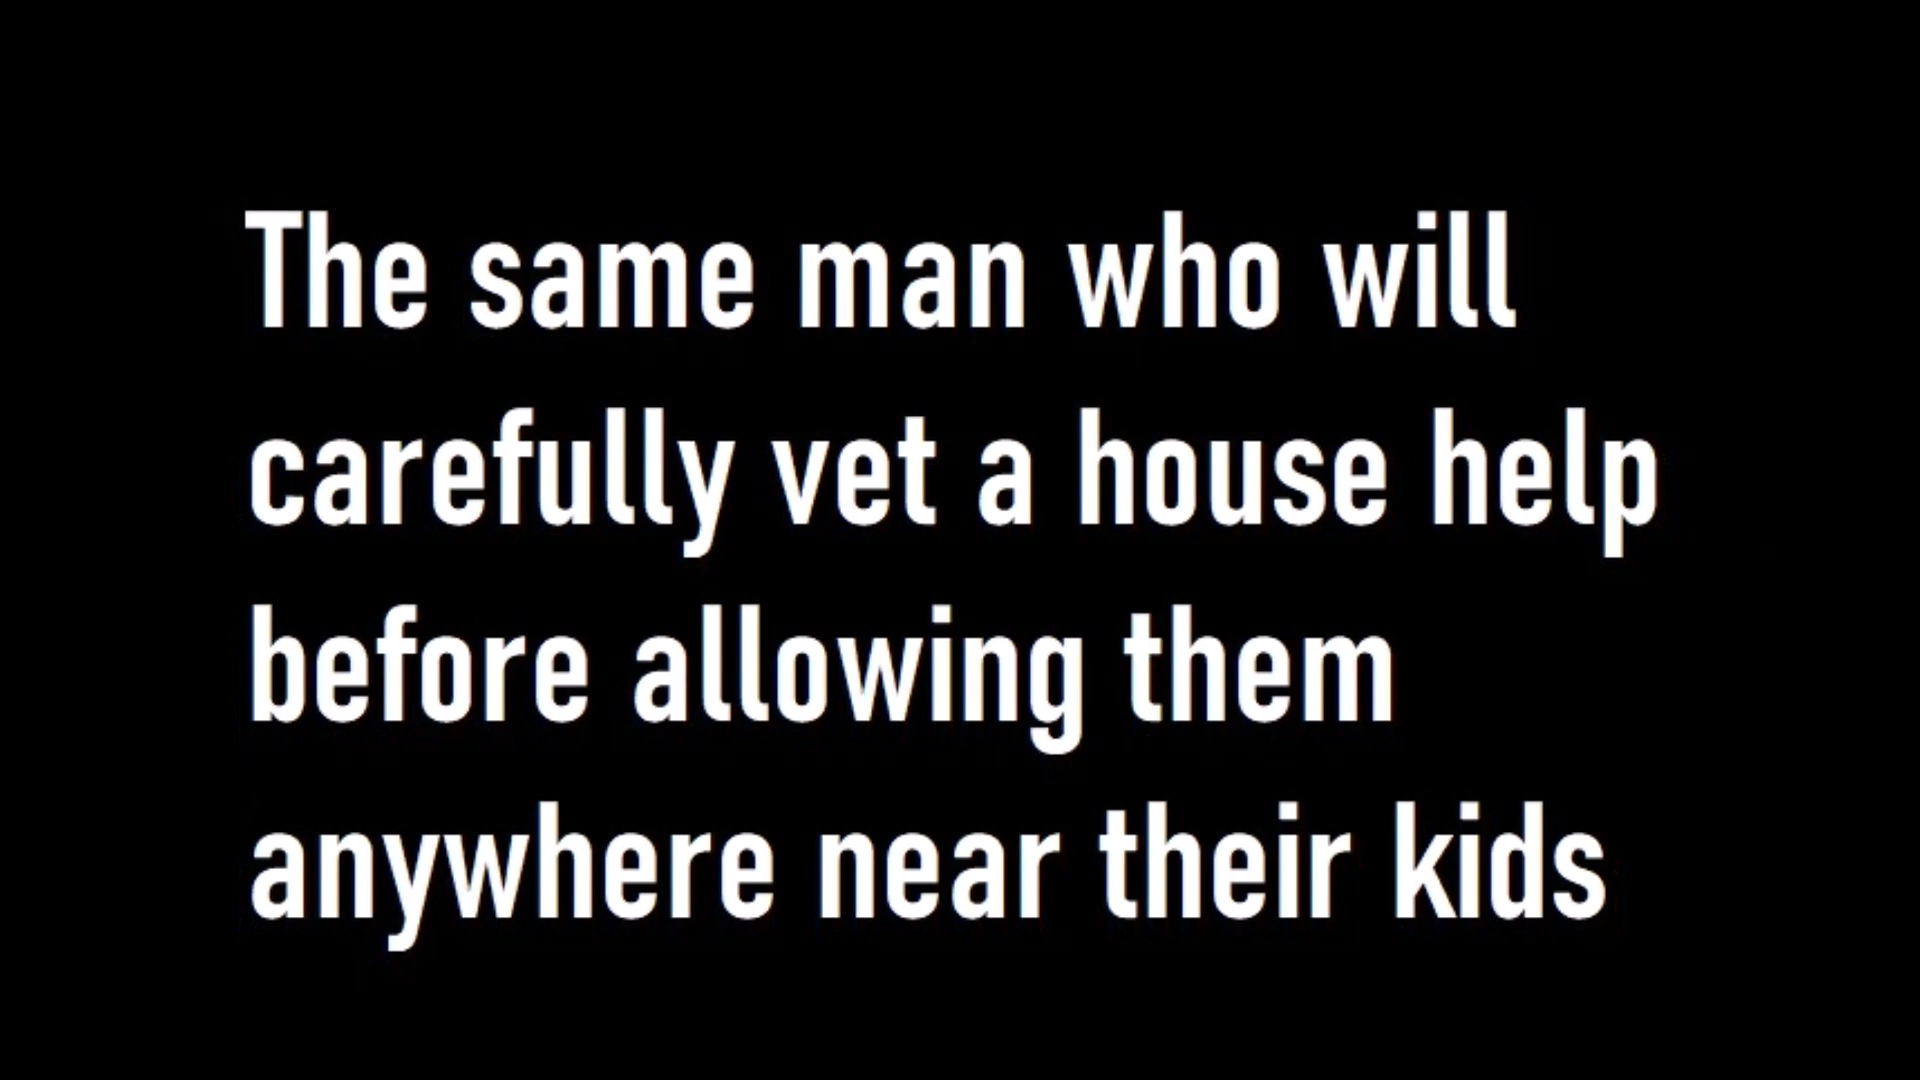 The same man who will
carefully vet a house help
before allowing them
anywhere near their kids